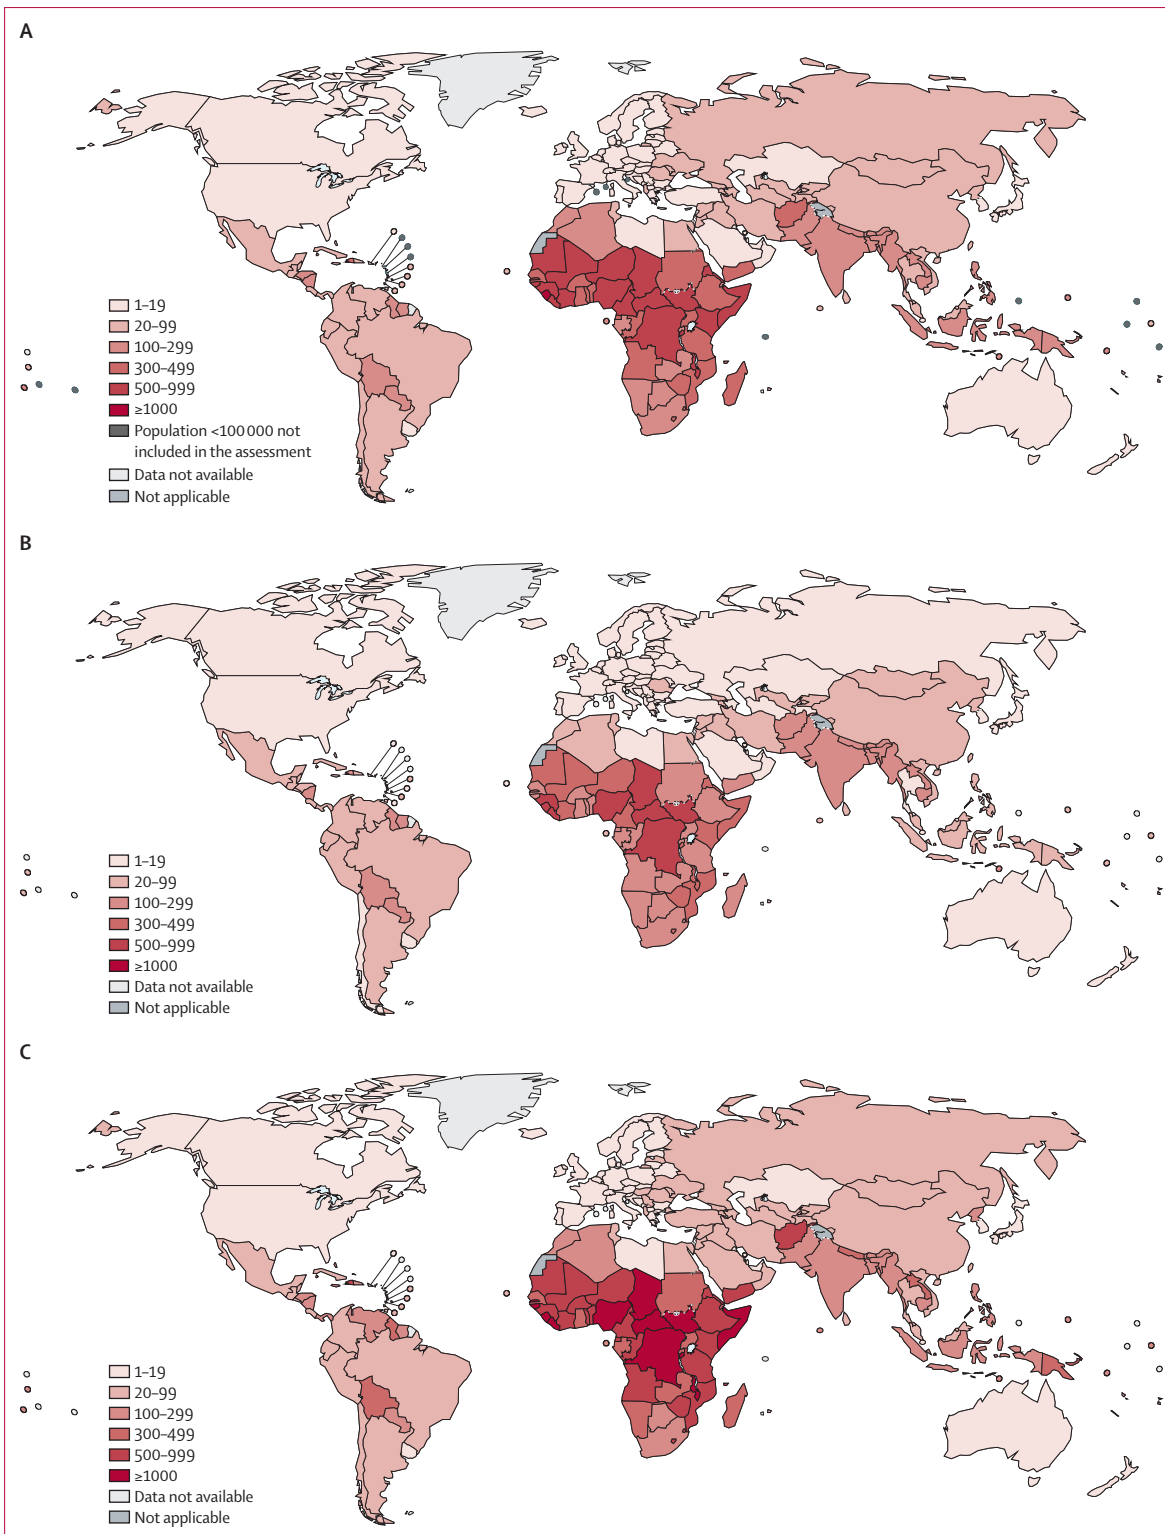 A
1–19
20–99
100–299
300–499
500–999
≥1000
Population <100 000 not
included in the assessment
Data not available
Not applicable
B
1–19
20–99
100–299
300–499
500–999
≥1000
Data not available
Not applicable
C
1–19
20–99
100–299
300–499
500–999
≥1000
Data not available
Not applicable